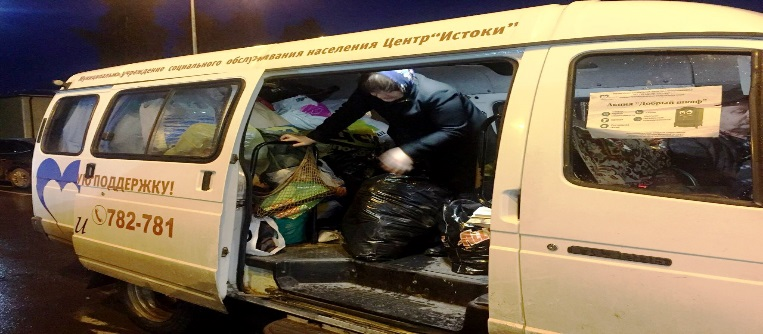 Муниципальное учреждение социального обслуживания населения Центр "Истоки"
Акция "Добрый шкаф"
ПОДДЕРЖКУ!
782-781
и